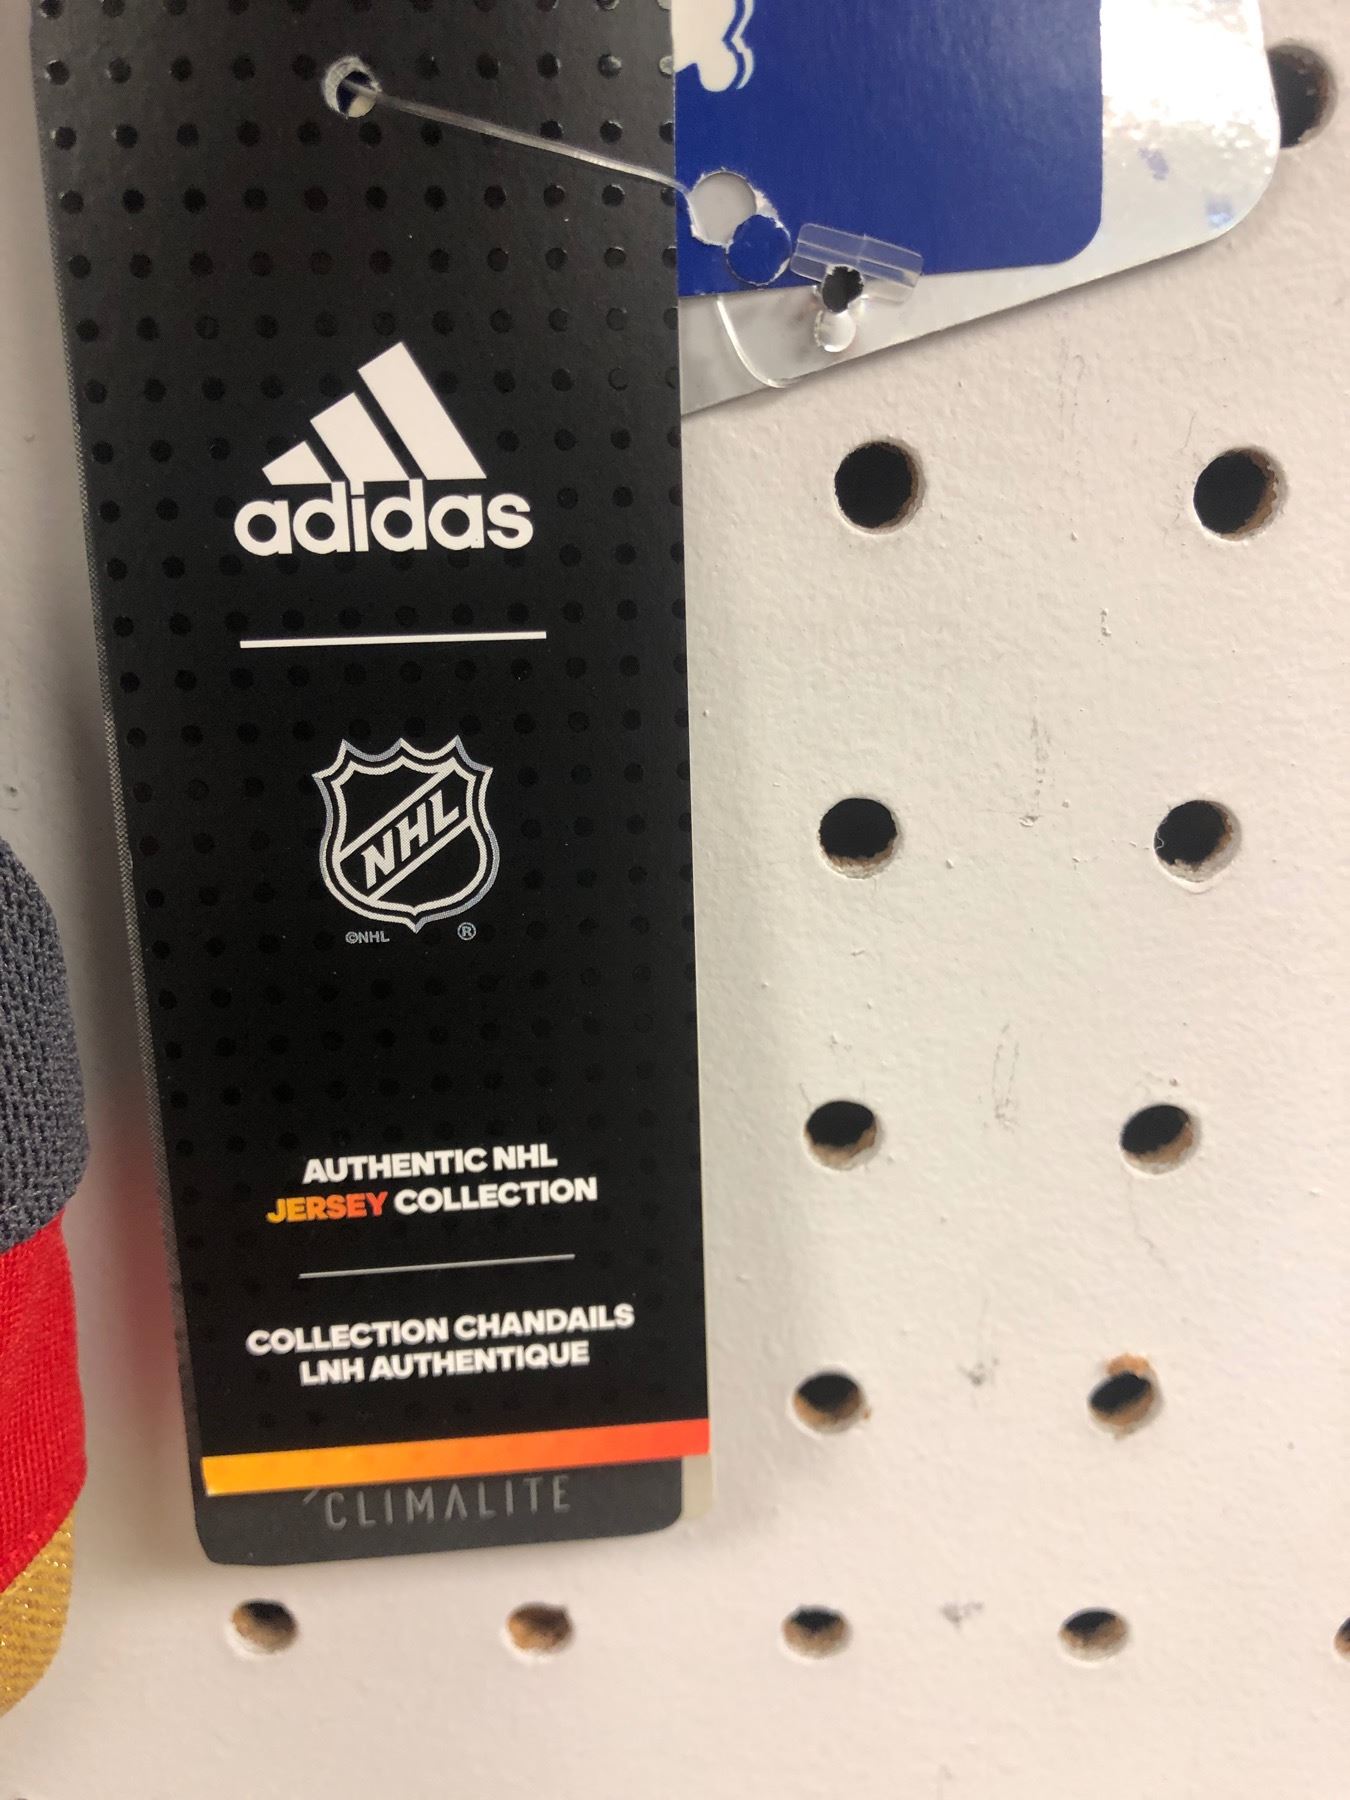 adidas
NHL
©NHL ®
AUTHENTIC NHL
JERSEY COLLECTION
COLLECTION CHANDAILS
LNH AUTHENTIQUE
CLIMALITE